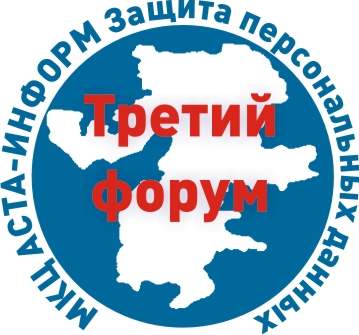 МКЦ АСТА-ИНФОРМ Защита персональных данных
Третий
форум